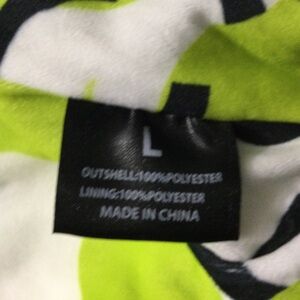 L
OUTSHELL:100%POLYESTER
LINING:100%POLYESTER
MADE IN CHINA